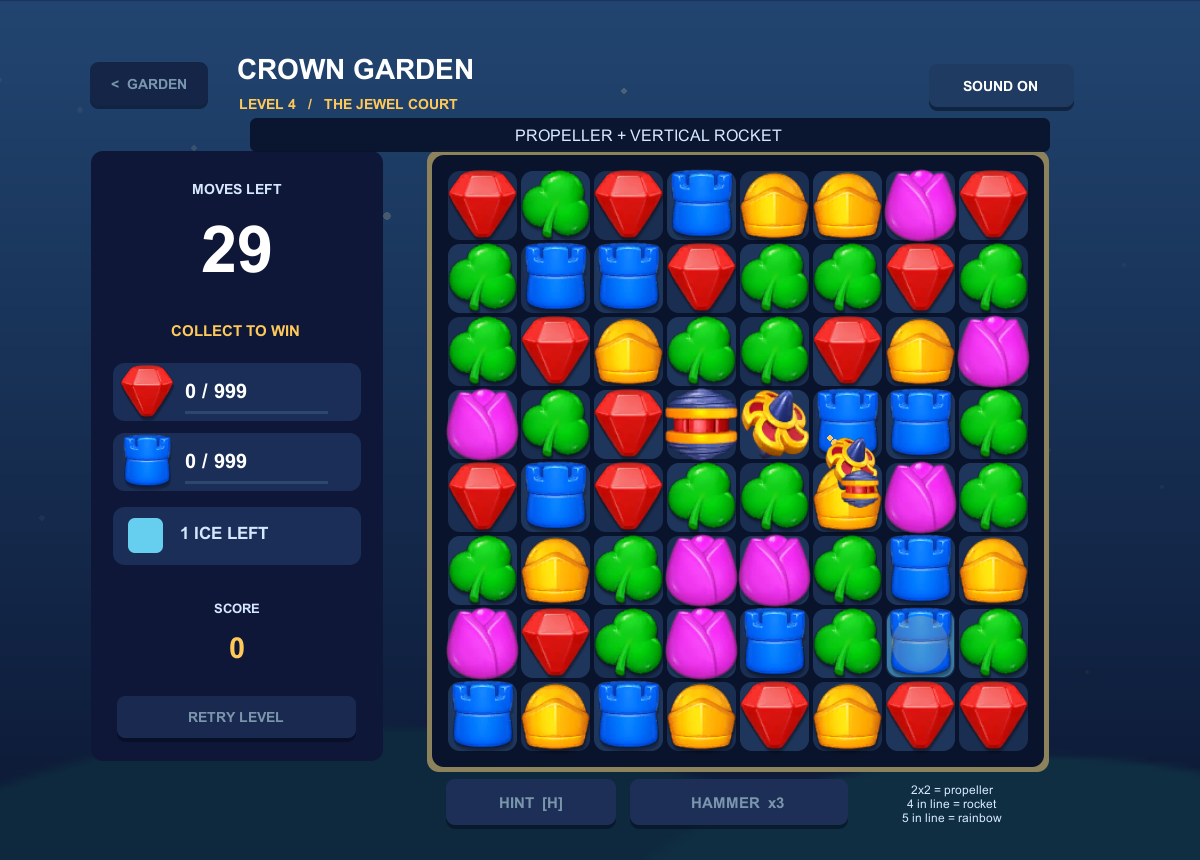 < GARDEN
CROWN GARDEN
LEVEL 4 / THE JEWEL COURT
SOUND ON
PROPELLER + VERTICAL ROCKET
MOVES LEFT
29
COLLECT TO WIN
0 / 999
0 / 999
1 ICE LEFT
SCORE
0
RETRY LEVEL
HINT [H]
HAMMER x3
2x2 = propeller
4 in line = rocket
5 in line = rainbow